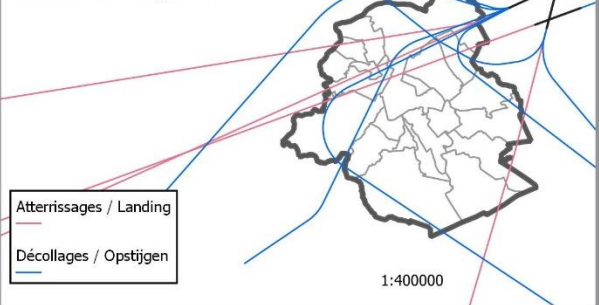 Atterrissages / Landing
Décollages / Opstijgen
1:400000